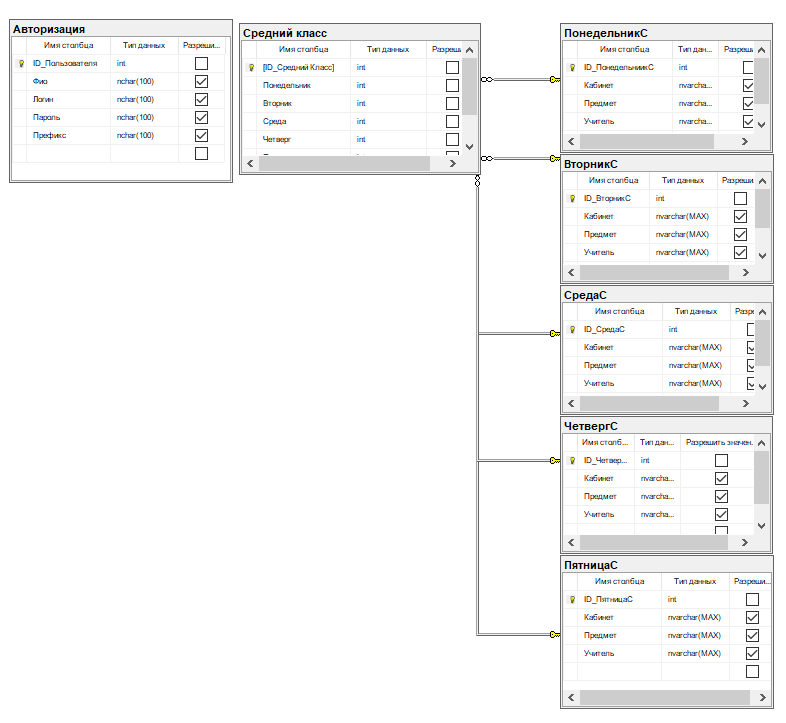 Авторизация
Имя столбца Тип данных Разреши...
ID_Пользователя int
Фио nchar(100)
Логин nchar(100)
Пароль nchar(100)
Префикс nchar(100)
Средний класс
Имя столбца Тип данных Разреши
[ID_Средний Класс] int
Понедельник int
Вторник int
Среда int
Четверг int
ПонедельникС
Имя столбца Тип дан... Разреши
ID_ПонедельникС int
Кабинет nvarcha...
Предмет nvarcha...
Учитель nvarcha...
ВторникС
Имя столбца Тип данных Разреши
ID_ВторникС int
Кабинет nvarchar(MAX)
Предмет nvarchar(MAX)
Учитель nvarchar(MAX)
СредаС
Имя столбца Тип данных Разре
ID_СредаС int
Кабинет nvarchar(MAX)
Предмет nvarchar(MAX)
Учитель nvarchar(MAX)
ЧетвергС
Имя столб... Тип дан... Разрешить значен.
ID_Четвер... int
Кабинет nvarcha...
Предмет nvarcha...
Учитель nvarcha...
ПятницаС
Имя столбца Тип данных Разреши...
ID_ПятницаС int
Кабинет nvarchar(MAX)
Предмет nvarchar(MAX)
Учитель nvarchar(MAX)